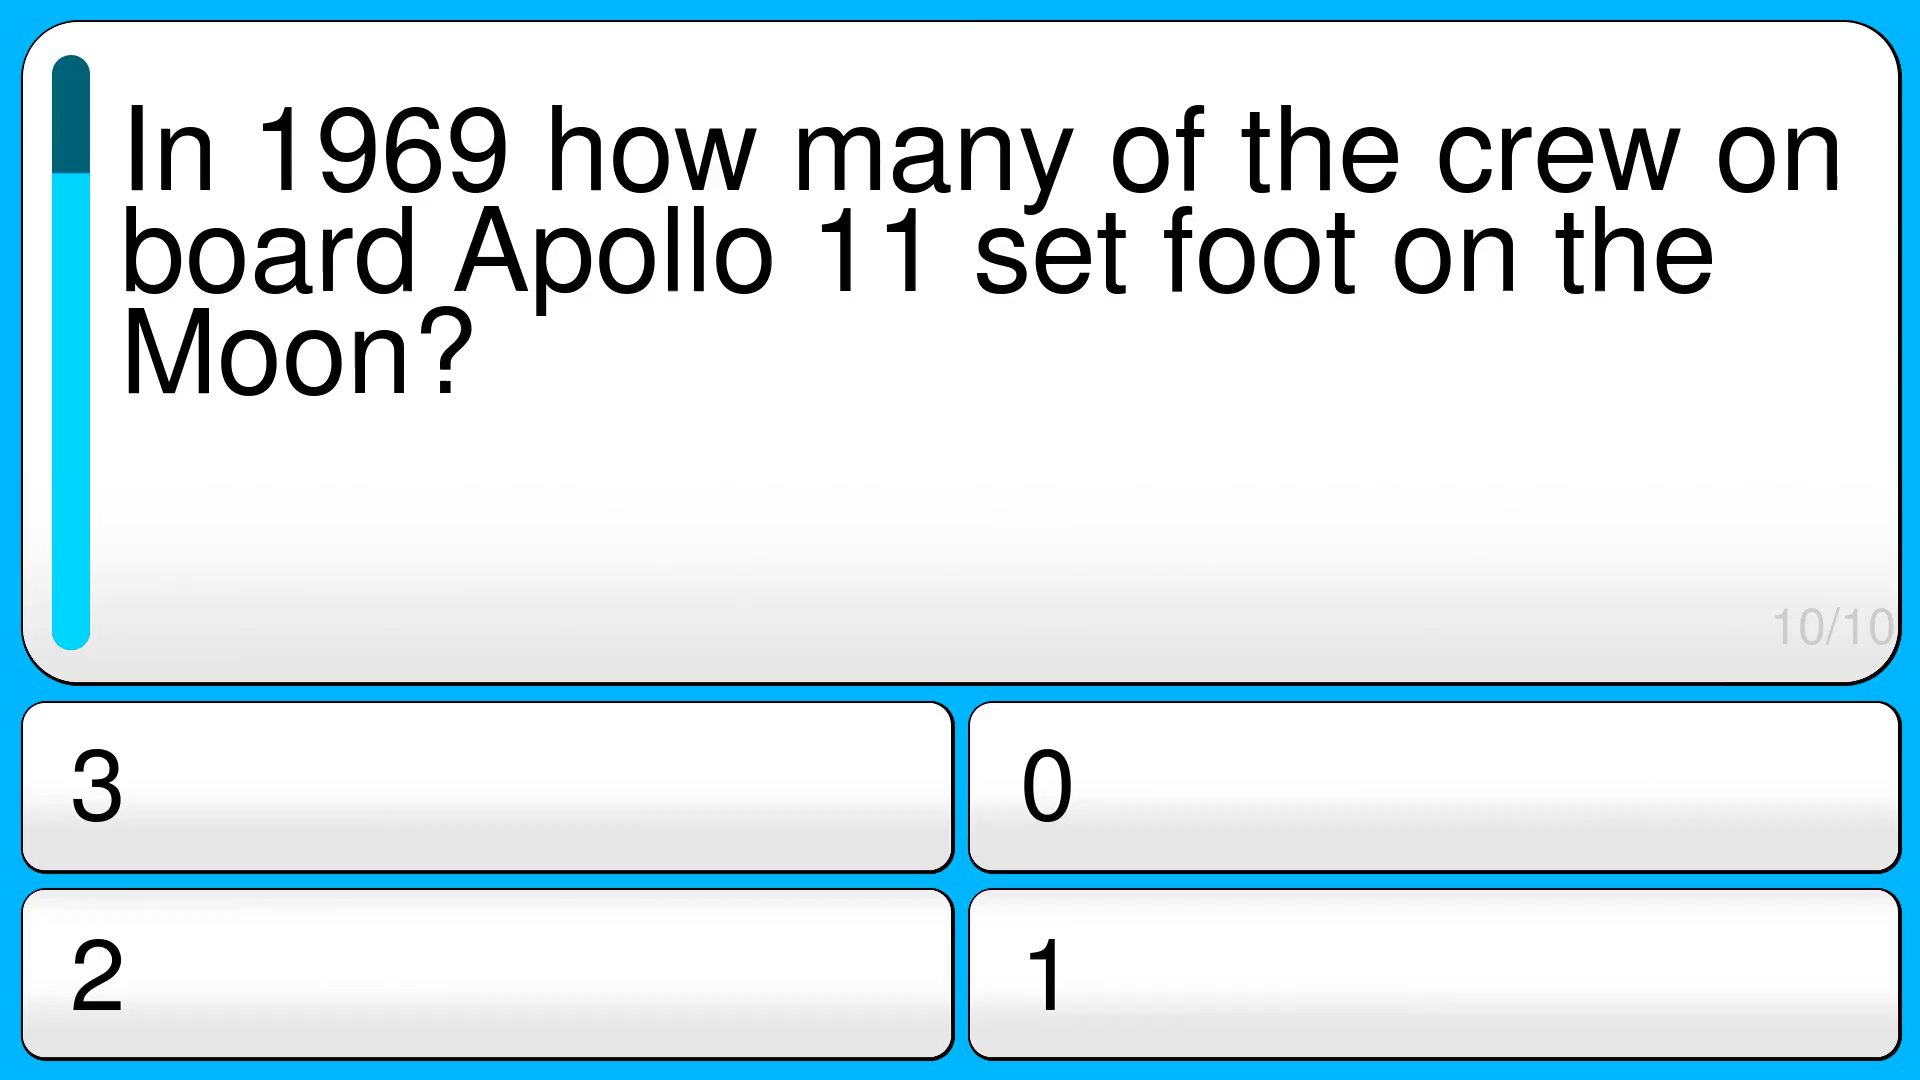 In 1969 how many of the crew on
board Apollo 11 set foot on the
Moon?
10/10
3
0
2
1